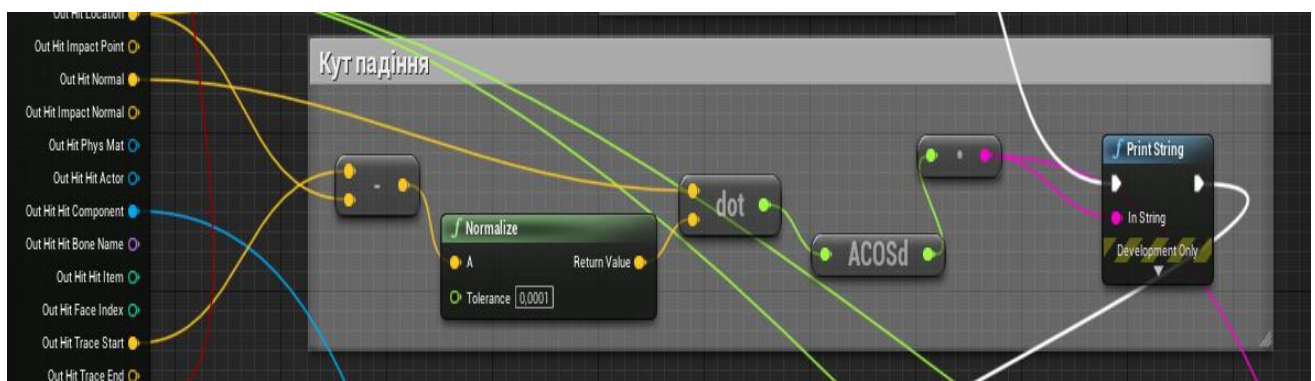 Out Hit Location
Out Hit Impact Point
Out Hit Normal
Out Hit Impact Normal
Out Hit Phys Mat
Out Hit Hit Actor
Out Hit Hit Component
Out Hit Hit Bone Name
Out Hit Hit Item
Out Hit Face Index
Out Hit Trace Start
Out Hit Trace End
Кут падіння
-
f Normalize
A
Return Value
Tolerance 0,0001
dot
ACOSd
•
f Print String
In String
Development Only